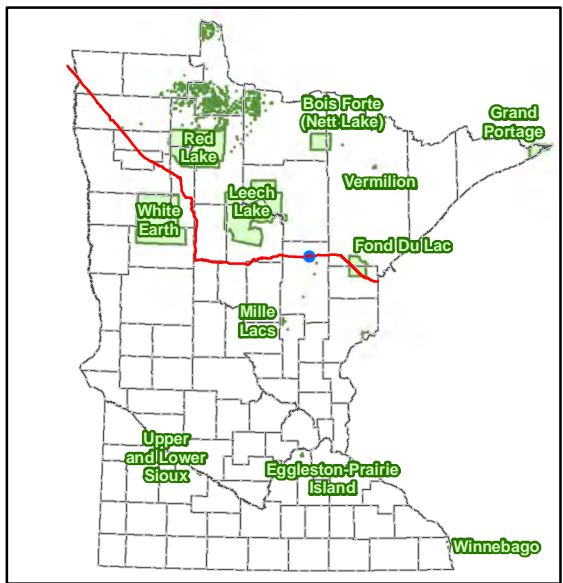 Bois Forte
(Nett Lake)
Grand
Portage
Red
Lake
Vermilion
Leech
Lake
White
Earth
Fond Du Lac
Mille
Lacs
Upper
and Lower
Sioux
Eggleston-Prairie
Island
Winnebago